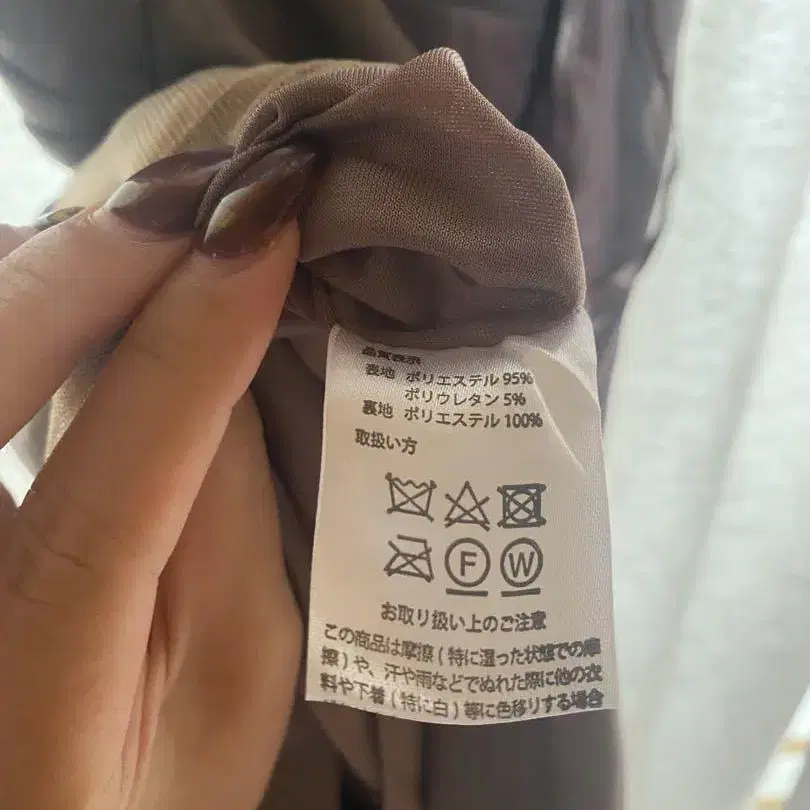 品質表示
表地 ポリエステル 95%
ポリウレタン 5%
裏地 ポリエステル 100%
取扱い方
F W
お取り扱い上のご注意
この商品は摩擦(特に湿った状態での摩
擦)や、汗や雨などでぬれた際に他の衣
料や下着(特に白)等に色移りする場合